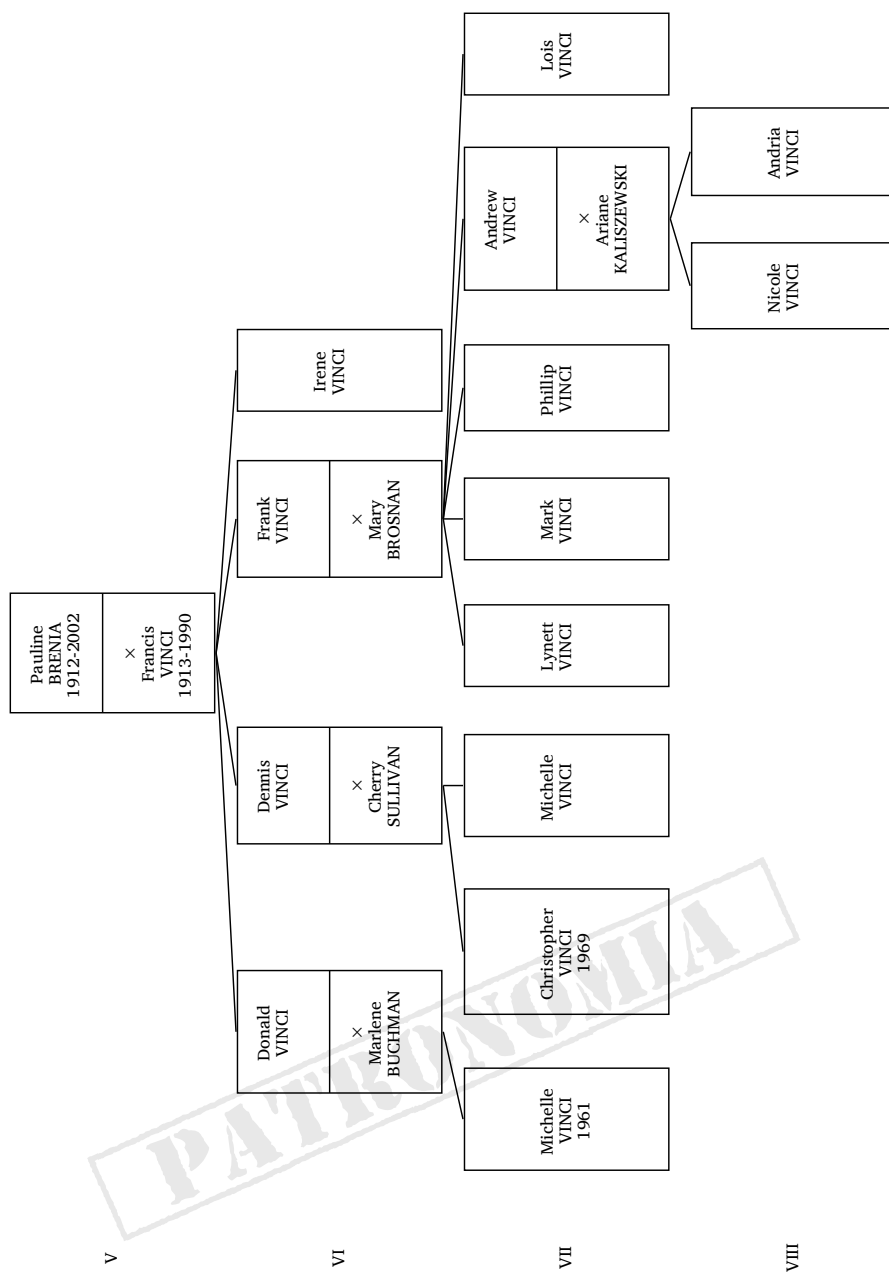 V
Pauline
BRENIA
1912-2002
×
Francis
VINCI
1913-1990
VI
Donald
VINCI
×
Marlene
BUCHMAN
Dennis
VINCI
×
Cherry
SULLIVAN
Frank
VINCI
×
Mary
BROSNAN
Irene
VINCI
VII
Michelle
VINCI
1961
Christopher
VINCI
1969
Michelle
VINCI
Lynett
VINCI
Mark
VINCI
Phillip
VINCI
Andrew
VINCI
×
Ariane
KALISZEWSKI
Lois
VINCI
VIII
Nicole
VINCI
Andria
VINCI
PATRONOMIA